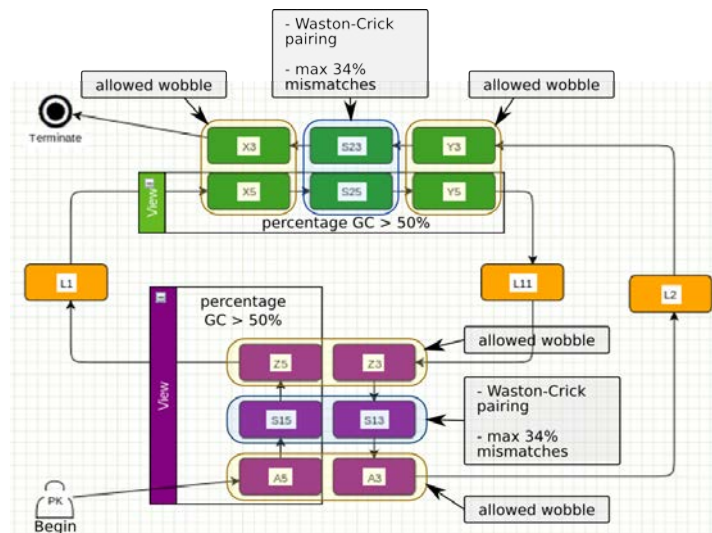 - Waston-Crick
pairing
- max 34%
mismatches
allowed wobble
allowed wobble
Terminate
X3
S23
Y3
View
X5
S25
Y5
percentage GC > 50%
L1
L11
L2
percentage
GC > 50%
allowed wobble
Z5
Z3
View
- Waston-Crick
pairing
- max 34%
mismatches
S15
S13
A5
A3
PK
Begin
allowed wobble